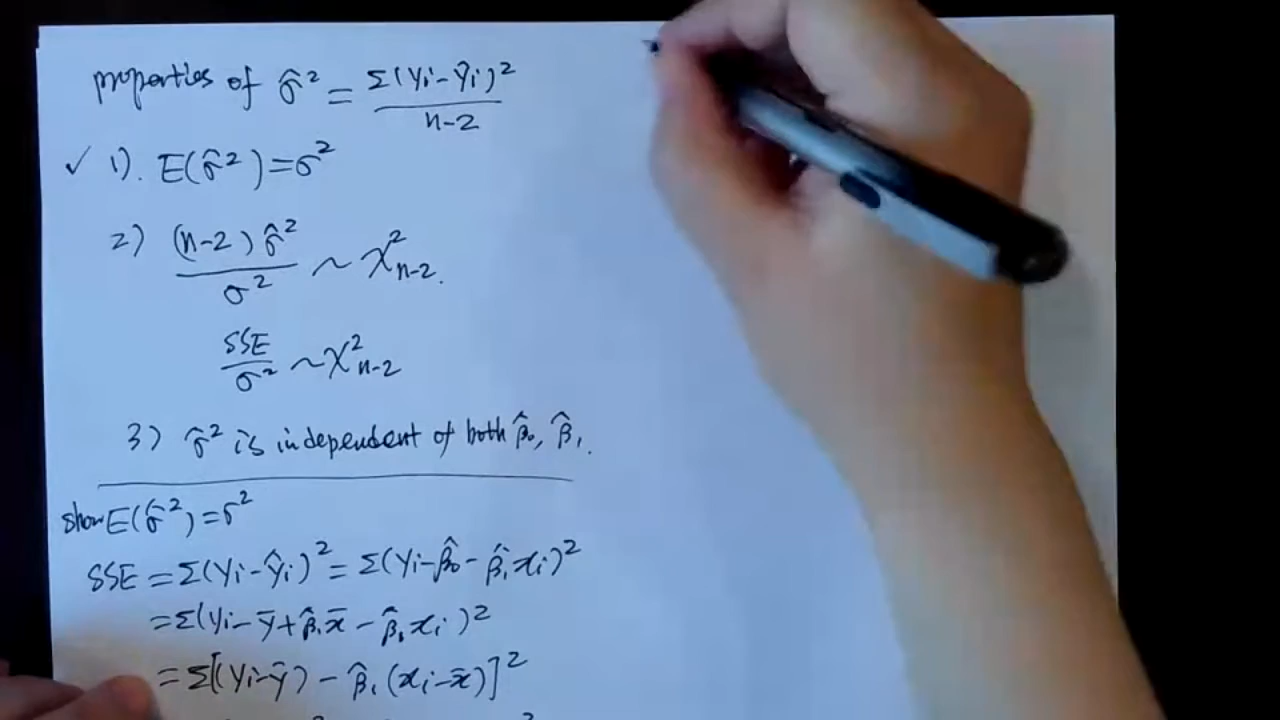 properties of σ̂² = Σ(yi-ŷi)² / n-2
✓ 1). E(σ̂²)=σ²
2) (n-2)σ̂² / σ² ~ χ²n-2.
SSE / σ² ~ χ²n-2
3) σ̂² is independent of both β̂0, β̂1.
show E(σ̂²)=σ²
SSE = Σ(yi-ŷi)² = Σ(yi-β̂0-β̂1xi)²
=Σ(yi-ȳ+β̂1x̄-β̂1xi)²
=Σ[(yi-ȳ)-β̂1(xi-x̄)]²